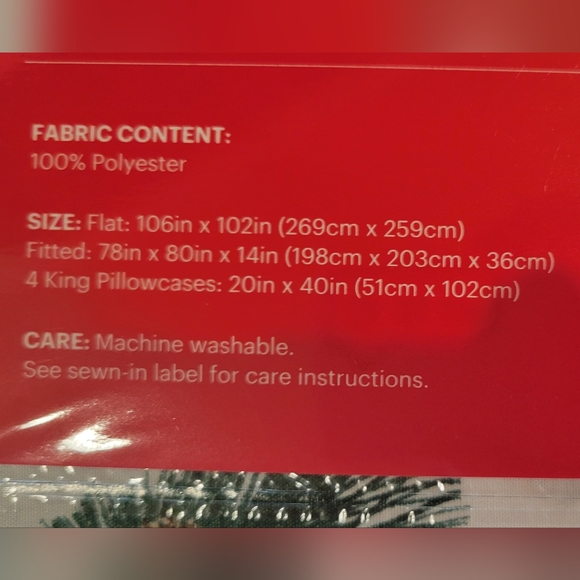 FABRIC CONTENT:
100% Polyester
SIZE: Flat: 106in x 102in (269cm x 259cm)
Fitted: 78in x 80in x 14in (198cm x 203cm x 36cm)
4 King Pillowcases: 20in x 40in (51cm x 102cm)
CARE: Machine washable.
See sewn-in label for care instructions.